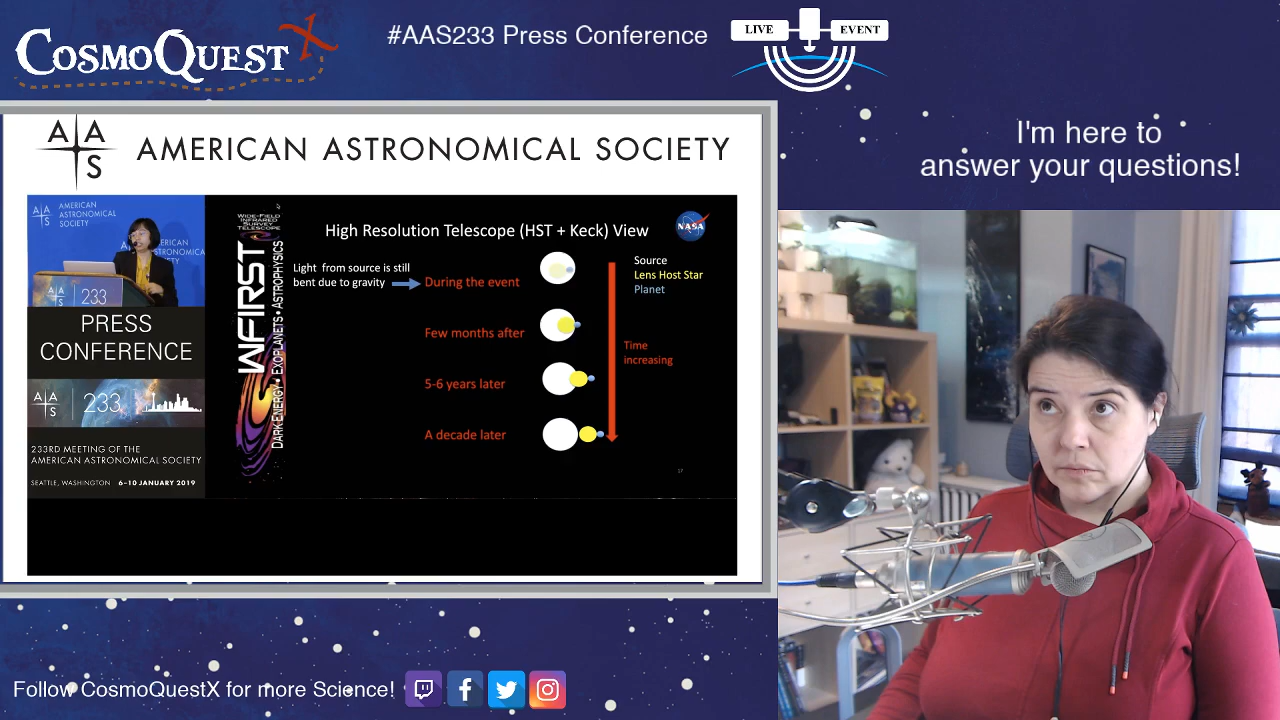 CosmoQuest X
#AAS233 Press Conference
LIVE EVENT
I'm here to
answer your questions!
AAS
AMERICAN ASTRONOMICAL SOCIETY
AAS
AMERICAN
ASTRONOMICAL
SOCIETY
233
PRESS
CONFERENCE
AAS 233
233RD MEETING OF THE
AMERICAN ASTRONOMICAL SOCIETY
SEATTLE, WASHINGTON 6–10 JANUARY 2019
WIDE-FIELD
INFRARED
SURVEY
TELESCOPE
WFIRST
DARK ENERGY • EXOPLANETS • ASTROPHYSICS
High Resolution Telescope (HST + Keck) View
NASA
Light from source is still
bent due to gravity
During the event
Few months after
5-6 years later
A decade later
Source
Lens Host Star
Planet
Time
increasing
17
Follow CosmoQuestX for more Science!